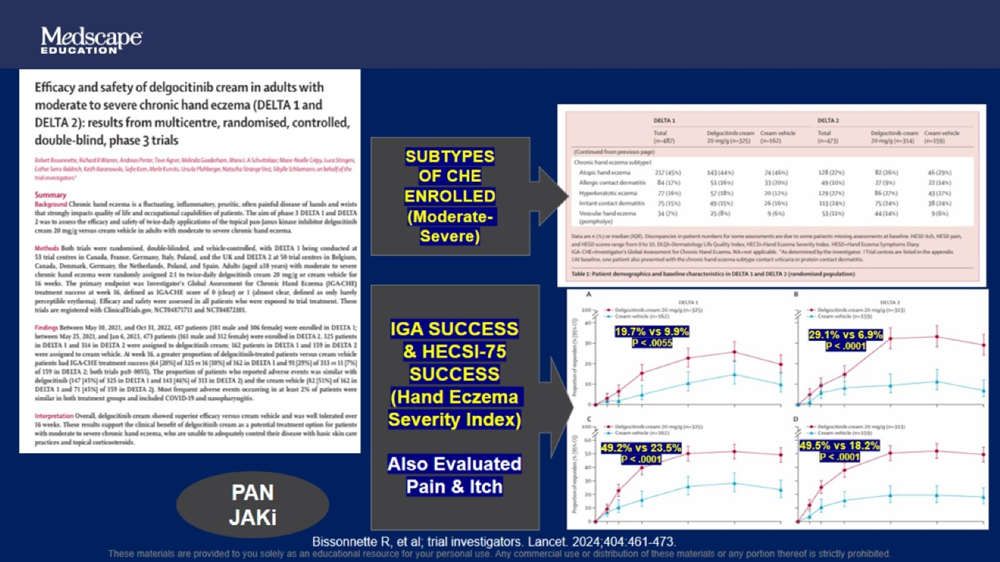 Medscape
EDUCATION
Efficacy and safety of delgocitinib cream in adults with
moderate to severe chronic hand eczema (DELTA 1 and
DELTA 2): results from multicentre, randomised, controlled,
double-blind, phase 3 trials
Robert Bissonnette, Richard B Warren, Andreas Pinter, Tove Agner, Melinda Gooderham, Marie L A Schuttelaar, Marie-Noëlle Crépy, Luca Stingeni,
Esther Serra-Baldrich, Keith Baranowski, Sofie Korn, Merle Kurvits, Ursula Plohberger, Natacha Strange Vest, Sibylle Schliemann, on behalf of the
trial investigators*
Summary
Background Chronic hand eczema is a fluctuating, inflammatory, pruritic, often painful disease of hands and wrists
that strongly impacts quality of life and occupational capabilities of patients. The aim of phase 3 DELTA 1 and DELTA
2 was to assess the efficacy and safety of twice-daily applications of the topical pan-Janus kinase inhibitor delgocitinib
cream 20 mg/g versus cream vehicle in adults with moderate to severe chronic hand eczema.
Methods Both trials were randomised, double-blinded, and vehicle-controlled, with DELTA 1 being conducted at
53 trial centres in Canada, France, Germany, Italy, Poland, and the UK and DELTA 2 at 50 trial centres in Belgium,
Canada, Denmark, Germany, the Netherlands, Poland, and Spain. Adults (aged ≥18 years) with moderate to severe
chronic hand eczema were randomly assigned 2:1 to twice-daily delgocitinib cream 20 mg/g or cream vehicle for
16 weeks. The primary endpoint was Investigator's Global Assessment for Chronic Hand Eczema (IGA-CHE)
treatment success at week 16, defined as IGA-CHE score of 0 (clear) or 1 (almost clear, defined as only barely
perceptible erythema). Efficacy and safety were assessed in all patients who were exposed to trial treatment. These
trials are registered with ClinicalTrials.gov, NCT04871711 and NCT04872101.
Findings Between May 10, 2021, and Oct 31, 2022, 487 patients (181 male and 306 female) were enrolled in DELTA 1;
between May 25, 2021, and Jan 6, 2023, 473 patients (161 male and 312 female) were enrolled in DELTA 2. 325 patients
in DELTA 1 and 314 in DELTA 2 were assigned to delgocitinib cream; 162 patients in DELTA 1 and 159 in DELTA 2
were assigned to cream vehicle. At week 16, a greater proportion of delgocitinib-treated patients versus cream vehicle
patients had IGA-CHE treatment success (64 [20%] of 325 vs 16 [10%] of 162 in DELTA 1 and 91 [29%] of 313 vs 11 [7%]
of 159 in DELTA 2; both trials p≤0·0055). The proportion of patients who reported adverse events was similar with
delgocitinib (147 [45%] of 325 in DELTA 1 and 143 [46%] of 313 in DELTA 2) and the cream vehicle (82 [51%] of 162 in
DELTA 1 and 71 [45%] of 159 in DELTA 2). Most frequent adverse events occurring in at least 2% of patients were
similar in both treatment groups and included COVID-19 and nasopharyngitis.
Interpretation Overall, delgocitinib cream showed superior efficacy versus cream vehicle and was well tolerated over
16 weeks. These results support the clinical benefit of delgocitinib cream as a potential treatment option for patients
with moderate to severe chronic hand eczema, who are unable to adequately control their disease with basic skin care
practices and topical corticosteroids.
PAN
JAKi
SUBTYPES
OF CHE
ENROLLED
(Moderate-
Severe)
DELTA 1 DELTA 2
Total Delgocitinib cream Cream vehicle Total Delgocitinib cream Cream vehicle
(n=487) 20 mg/g (n=325) (n=162) (n=473) 20 mg/g (n=314) (n=159)
(Continued from previous page)
Chronic hand eczema subtype‡
Atopic hand eczema 217 (45%) 143 (44%) 74 (46%) 128 (27%) 82 (26%) 46 (29%)
Allergic contact dermatitis 84 (17%) 51 (16%) 33 (20%) 49 (10%) 27 (9%) 22 (14%)
Hyperkeratotic eczema 77 (16%) 57 (18%) 20 (12%) 129 (27%) 86 (27%) 43 (27%)
Irritant contact dermatitis 75 (15%) 49 (15%) 26 (16%) 113 (24%) 75 (24%) 38 (24%)
Vesicular hand eczema 34 (7%) 25 (8%) 9 (6%) 53 (11%) 44 (14%) 9 (6%)
(pompholyx)
Data are n (%) or median (IQR). Discrepancies in patient numbers for some assessments are due to some patients missing assessments at baseline. HESD itch, HESD pain,
and HESD scores range from 0 to 10. DLQI=Dermatology Life Quality Index; HECSI=Hand Eczema Severity Index. HESD=Hand Eczema Symptoms Diary.
IGA-CHE=Investigator's Global Assessment for Chronic Hand Eczema. NA=not applicable. *As determined by the investigator. †Trial centres are listed in the appendix.
‡At baseline, one patient also presented with the chronic hand eczema subtype contact urticaria or protein contact dermatitis.
Table 1: Patient demographics and baseline characteristics in DELTA 1 and DELTA 2 (randomised population)
IGA SUCCESS
& HECSI-75
SUCCESS
(Hand Eczema
Severity Index)
Also Evaluated
Pain & Itch
A
DELTA 1
Delgocitinib cream 20 mg/g (n=325)
Cream vehicle (n=162)
19.7% vs 9.9%
P < .0055
Proportion of responders (% [95% CI])
100
40
30
20
10
0
B
DELTA 2
Delgocitinib cream 20 mg/g (n=313)
Cream vehicle (n=159)
29.1% vs 6.9%
P < .0001
C
Delgocitinib cream 20 mg/g (n=325)
Cream vehicle (n=162)
49.2% vs 23.5%
P < .0001
Proportion of responders (% [95% CI])
100
60
50
40
30
20
10
0
D
Delgocitinib cream 20 mg/g (n=313)
Cream vehicle (n=159)
49.5% vs 18.2%
P < .0001
Bissonnette R, et al; trial investigators. Lancet. 2024;404:461-473.
These materials are provided to you solely as an educational resource for your personal use. Any commercial use or distribution of these materials or any portion thereof is strictly prohibited.